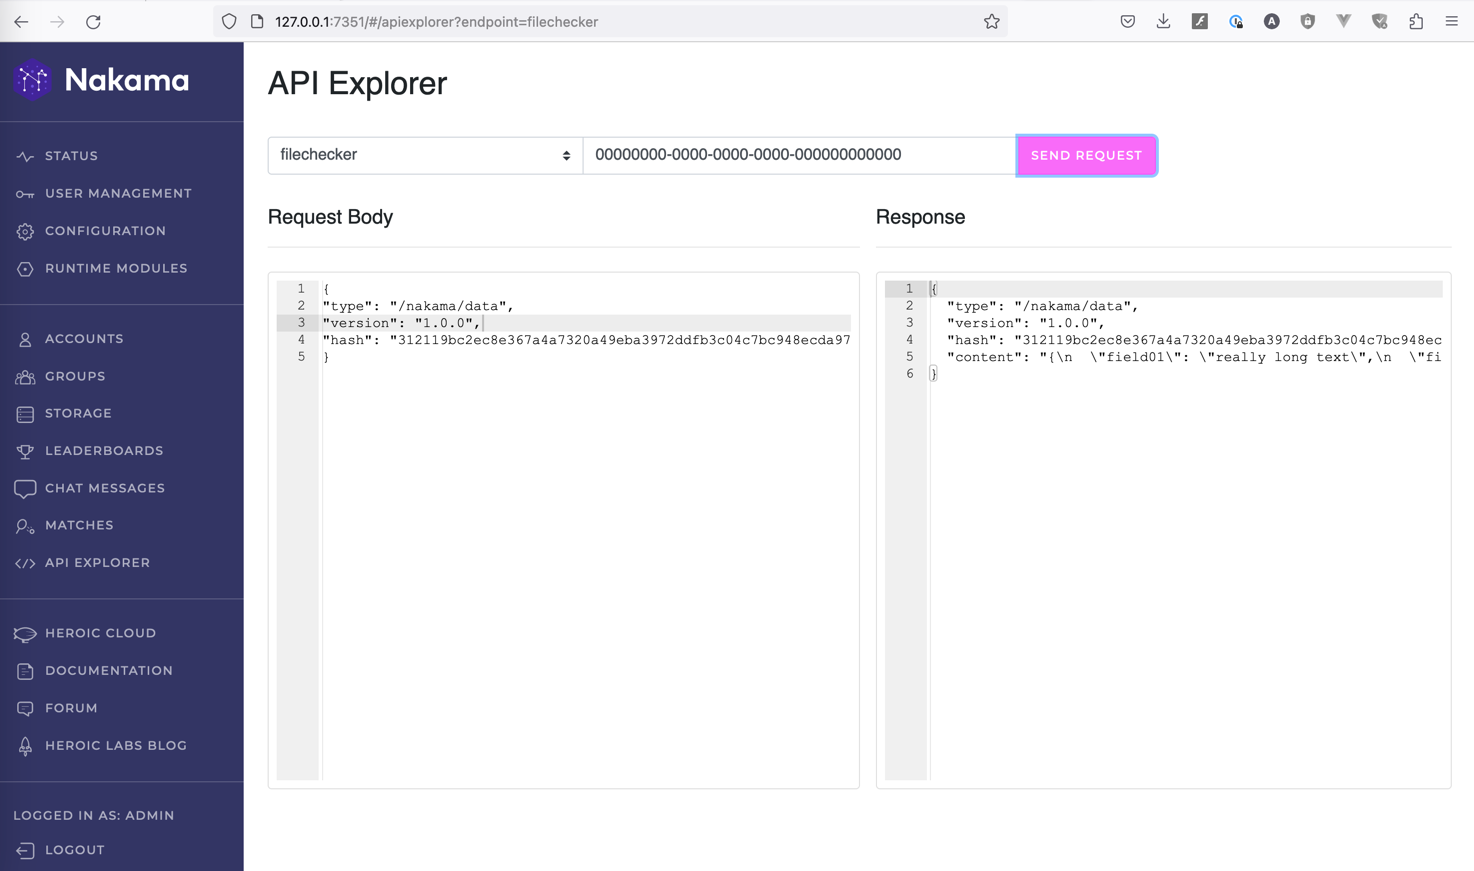 127.0.0.1:7351/#/apiexplorer?endpoint=filechecker
Nakama
STATUS
USER MANAGEMENT
CONFIGURATION
RUNTIME MODULES
ACCOUNTS
GROUPS
STORAGE
LEADERBOARDS
CHAT MESSAGES
MATCHES
API EXPLORER
HEROIC CLOUD
DOCUMENTATION
FORUM
HEROIC LABS BLOG
LOGGED IN AS: ADMIN
LOGOUT
API Explorer
filechecker 00000000-0000-0000-0000-000000000000 SEND REQUEST
Request Body
1 {
2 "type": "/nakama/data",
3 "version": "1.0.0",
4 "hash": "312119bc2ec8e367a4a7320a49eba3972ddfb3c04c7bc948ecda97
5 }
Response
1 {
2 "type": "/nakama/data",
3 "version": "1.0.0",
4 "hash": "312119bc2ec8e367a4a7320a49eba3972ddfb3c04c7bc948ec
5 "content": "{\n  \"field01\": \"really long text\",\n  \"fi
6 }